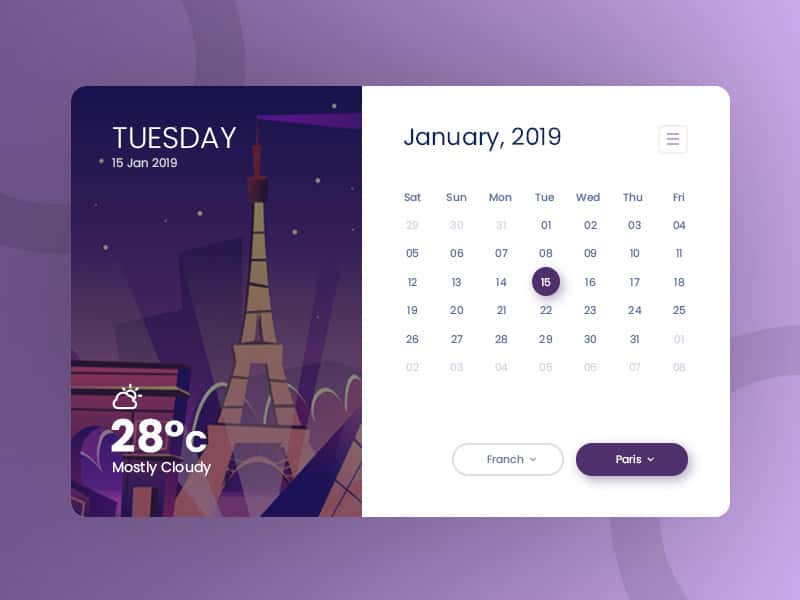 TUESDAY
15 Jan 2019
28°c
Mostly Cloudy
January, 2019
Sat Sun Mon Tue Wed Thu Fri
29 30 31 01 02 03 04
05 06 07 08 09 10 11
12 13 14 15 16 17 18
19 20 21 22 23 24 25
26 27 28 29 30 31 01
02 03 04 05 06 07 08
Franch
Paris